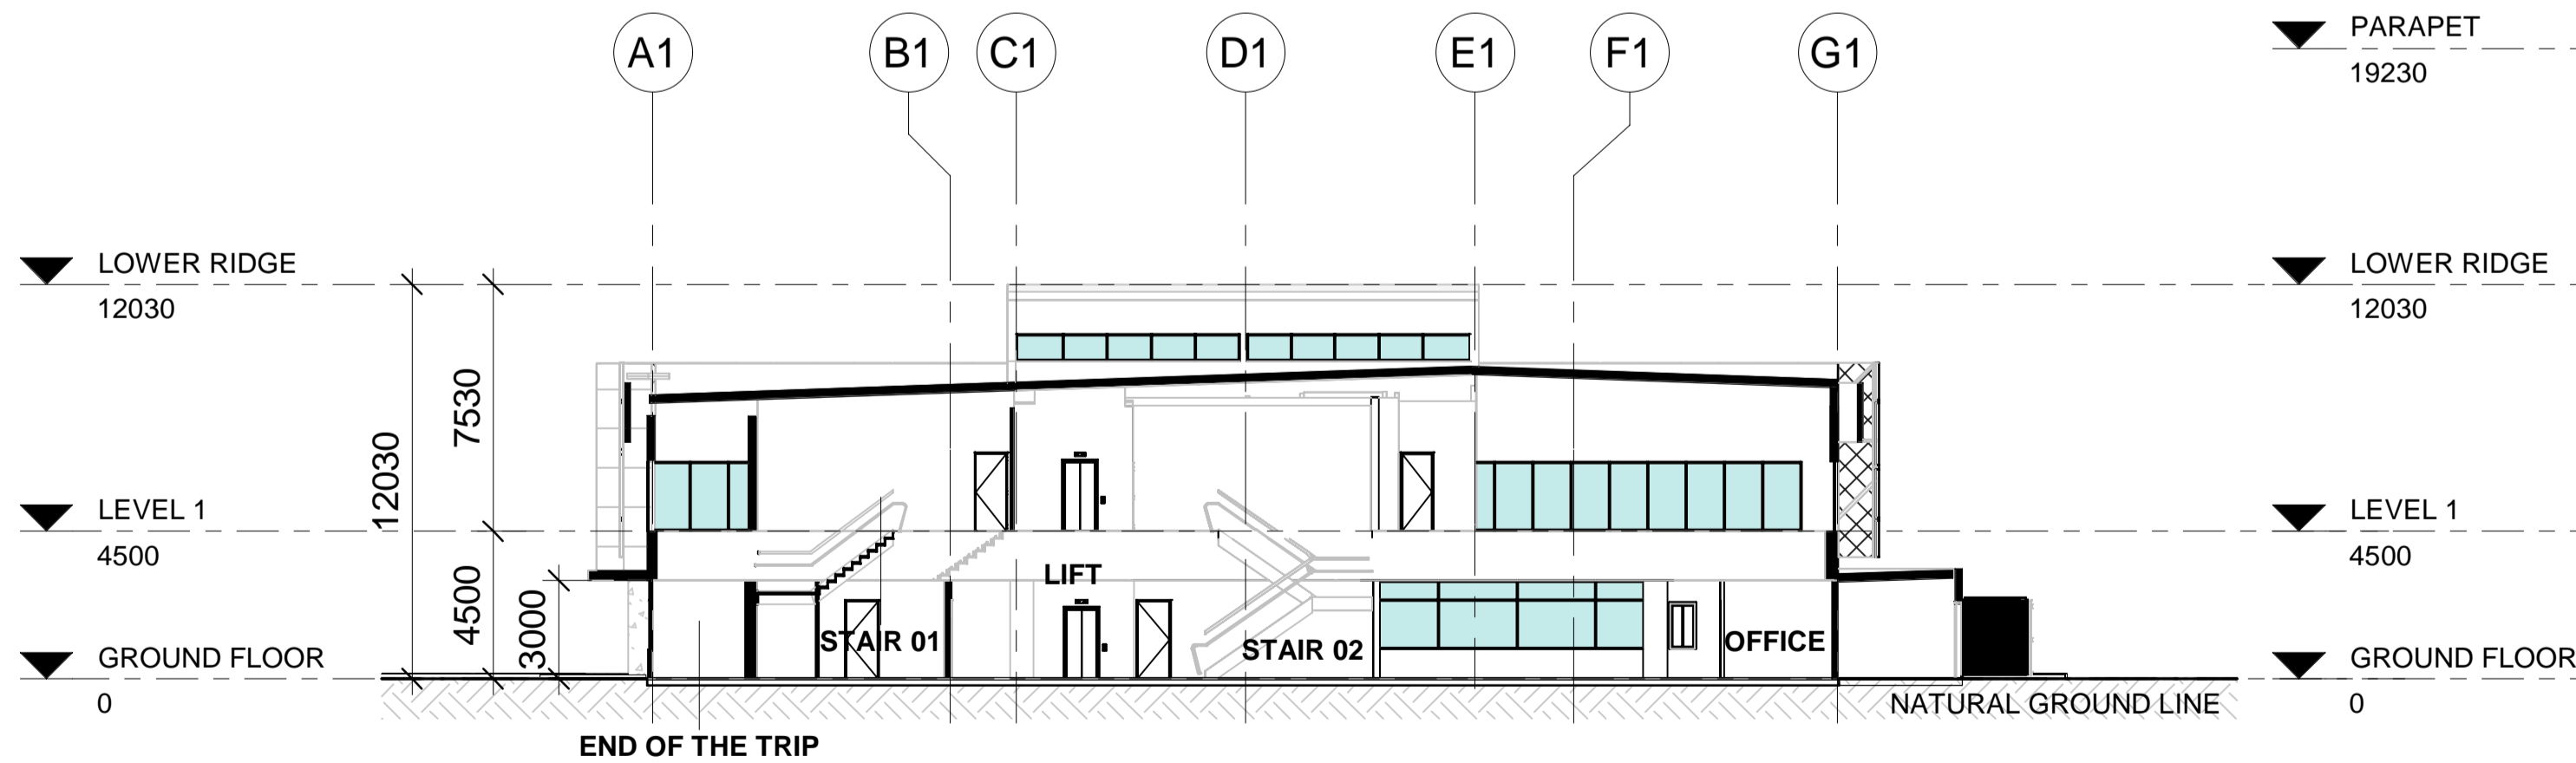 A1
B1
C1
D1
E1
F1
G1
PARAPET
19230
LOWER RIDGE
12030
LOWER RIDGE
12030
7530
12030
LEVEL 1
4500
LEVEL 1
4500
4500
3000
LIFT
STAIR 01
STAIR 02
OFFICE
GROUND FLOOR
0
GROUND FLOOR
0
NATURAL GROUND LINE
END OF THE TRIP